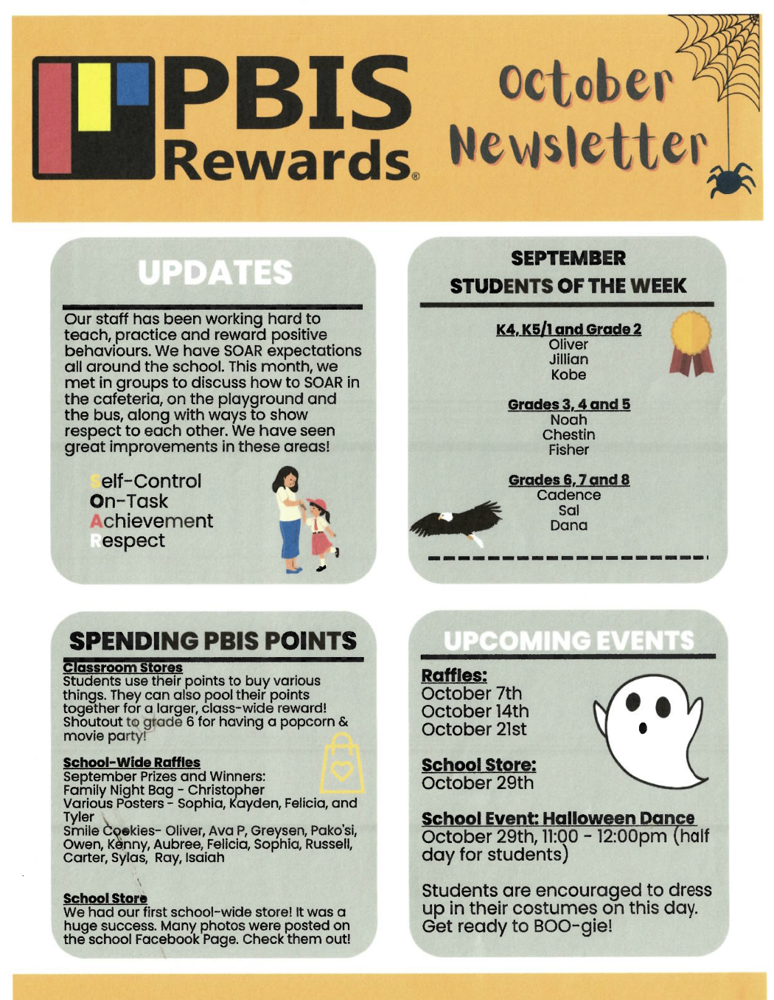 PBIS
Rewards®
October
Newsletter
UPDATES
Our staff has been working hard to
teach, practice and reward positive
behaviours. We have SOAR expectations
all around the school. This month, we
met in groups to discuss how to SOAR in
the cafeteria, on the playground and
the bus, along with ways to show
respect to each other. We have seen
great improvements in these areas!
Self-Control
On-Task
Achievement
Respect
SEPTEMBER
STUDENTS OF THE WEEK
K4, K5/1 and Grade 2
Oliver
Jillian
Kobe
Grades 3, 4 and 5
Noah
Chestin
Fisher
Grades 6, 7 and 8
Cadence
Sal
Dana
SPENDING PBIS POINTS
Classroom Stores
Students use their points to buy various
things. They can also pool their points
together for a larger, class-wide reward!
Shoutout to grade 6 for having a popcorn &
movie party!
School-Wide Raffles
September Prizes and Winners:
Family Night Bag - Christopher
Various Posters - Sophia, Kayden, Felicia, and
Tyler
Smile Cookies- Oliver, Ava P, Greysen, Pako'si,
Owen, Kenny, Aubree, Felicia, Sophia, Russell,
Carter, Sylas, Ray, Isaiah
School Store
We had our first school-wide store! It was a
huge success. Many photos were posted on
the school Facebook Page. Check them out!
UPCOMING EVENTS
Raffles:
October 7th
October 14th
October 21st
School Store:
October 29th
School Event: Halloween Dance
October 29th, 11:00 - 12:00pm (half
day for students)
Students are encouraged to dress
up in their costumes on this day.
Get ready to BOO-gie!